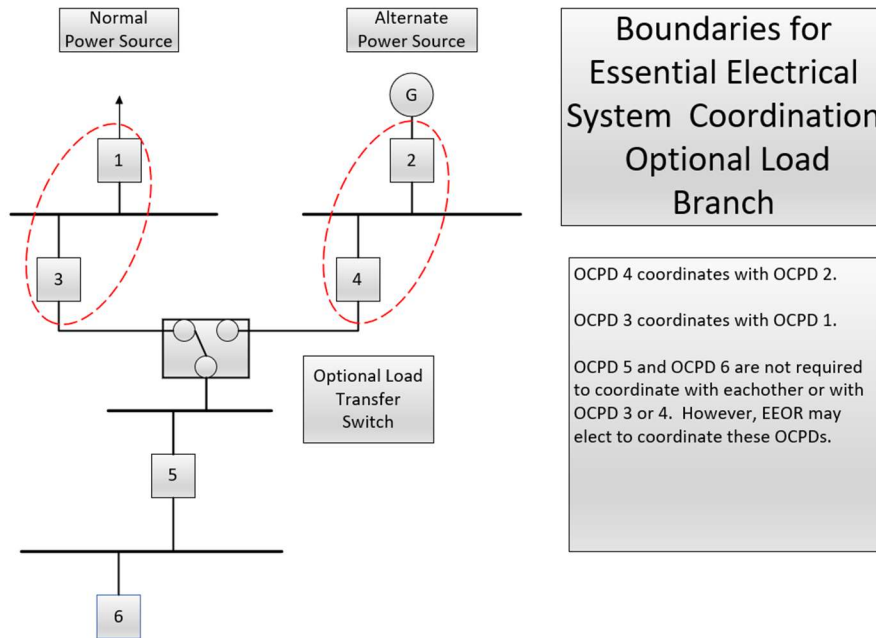 Normal
Power Source
Alternate
Power Source
G
1
2
3
4
Optional Load
Transfer
Switch
5
6
Boundaries for
Essential Electrical
System  Coordination
Optional Load
Branch
OCPD 4 coordinates with OCPD 2.
OCPD 3 coordinates with OCPD 1.
OCPD 5 and OCPD 6 are not required
to coordinate with eachother or with
OCPD 3 or 4.  However, EEOR may
elect to coordinate these OCPDs.